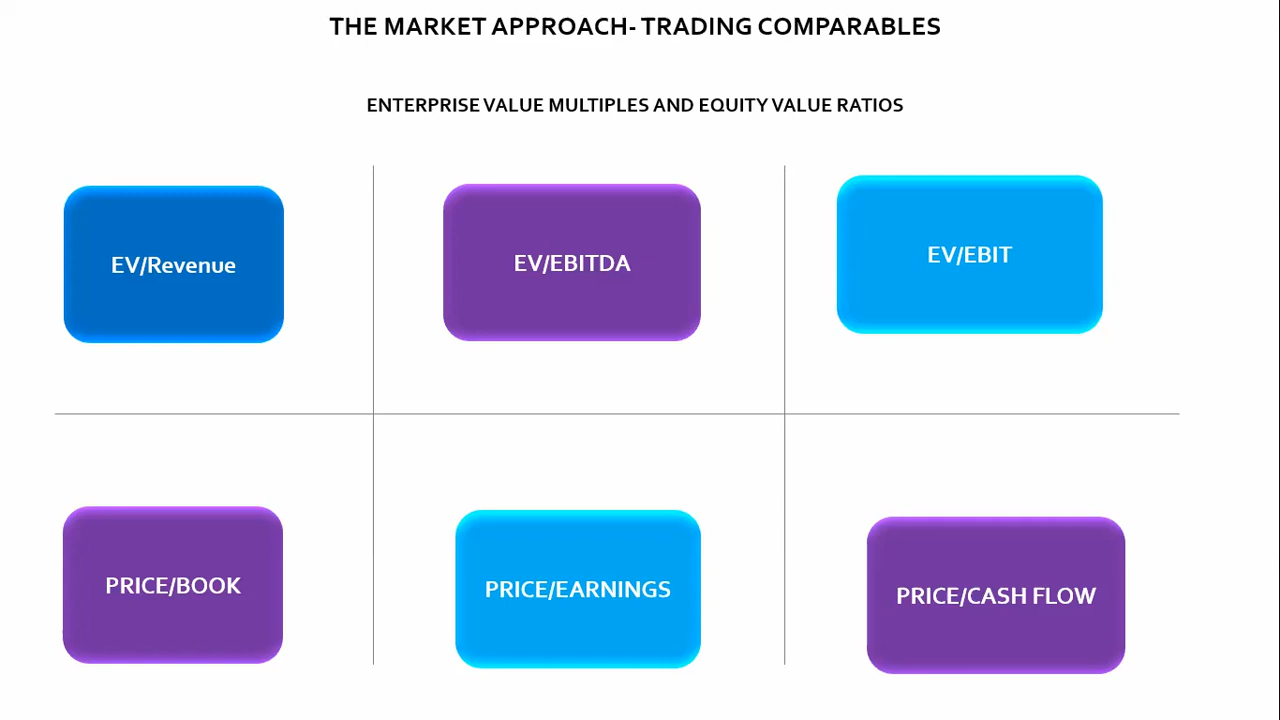 THE MARKET APPROACH- TRADING COMPARABLES
ENTERPRISE VALUE MULTIPLES AND EQUITY VALUE RATIOS
EV/Revenue
EV/EBITDA
EV/EBIT
PRICE/BOOK
PRICE/EARNINGS
PRICE/CASH FLOW